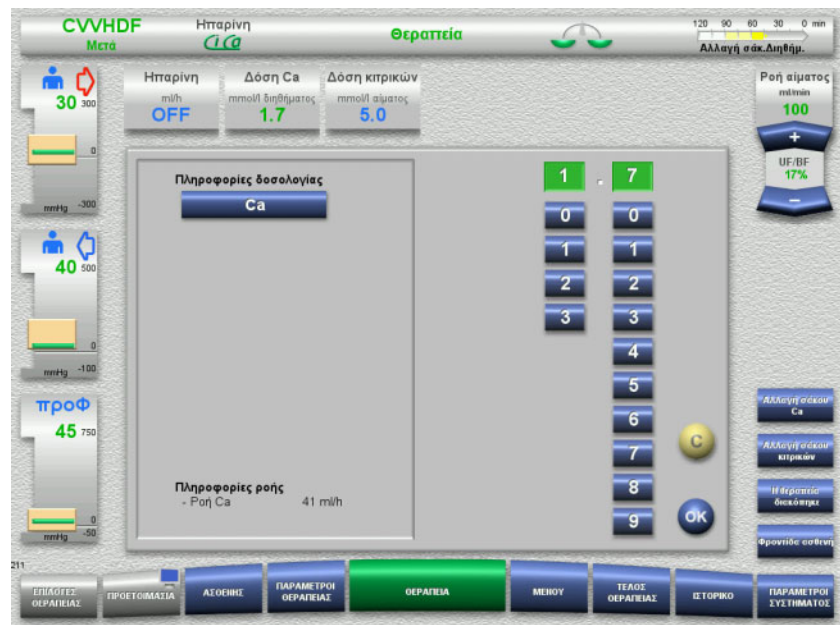 CVVHDF
Μετά
Ηπαρίνη
CiCa
Θεραπεία
120 90 60 30 0 min
Αλλαγή σάκ.Διηθήμ.
30 300
0
mmHg -300
40 500
0
mmHg -100
προΦ
45 750
0
mmHg -50
Ηπαρίνη
ml/h
OFF
Δόση Ca
mmol/l διηθήματος
1.7
Δόση κιτρικών
mmol/l αίματος
5.0
Ροή αίματος
ml/min
100
+
UF/BF
17%
−
Πληροφορίες δοσολογίας
Ca
Πληροφορίες ροής
- Ροή Ca 41 ml/h
1 . 7
0 0
1 1
2 2
3 3
4
5
6
7
8
9
C
OK
Αλλαγή σάκου
Ca
Αλλαγή σάκου
κιτρικών
Η θεραπεία
διεκόπηκε
Φροντίδα ασθενή
211
ΕΠΙΛΟΓΕΣ
ΘΕΡΑΠΕΙΑΣ
ΠΡΟΕΤΟΙΜΑΣΙΑ
ΑΣΘΕΝΗΣ
ΠΑΡΑΜΕΤΡΟΙ
ΘΕΡΑΠΕΙΑΣ
ΘΕΡΑΠΕΙΑ
ΜΕΝΟΥ
ΤΕΛΟΣ
ΘΕΡΑΠΕΙΑΣ
ΙΣΤΟΡΙΚΟ
ΠΑΡΑΜΕΤΡΟΙ
ΣΥΣΤΗΜΑΤΟΣ